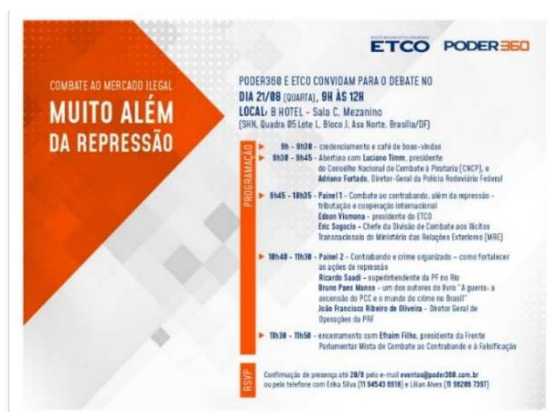 ETCO PODER360
COMBATE AO MERCADO ILEGAL
MUITO ALÉM
DA REPRESSÃO
PODER360 E ETCO CONVIDAM PARA O DEBATE NO
DIA 21/08 (QUARTA), 9H ÀS 12H
LOCAL: B HOTEL - Sala C. Mezanino
(SHN, Quadra 05 Lote L, Bloco J, Asa Norte, Brasília/DF)
PROGRAMAÇÃO
9h - 9h30 - credenciamento e café de boas-vindas
9h30 - 9h45 - Abertura com Luciano Timm, presidente
do Conselho Nacional de Combate à Pirataria (CNCP), e
Adriano Furtado, Diretor-Geral da Polícia Rodoviária Federal
9h45 - 10h35 - Painel 1 - Combate ao contrabando, além da repressão -
tributação e cooperação internacional
Edson Vismona - presidente do ETCO
Eric Sogocio - Chefe da Divisão de Combate aos Ilícitos
Transnacionais do Ministério das Relações Exteriores (MRE)
10h40 - 11h30 - Painel 2 - Contrabando e crime organizado - como fortalecer
as ações de repressão
Ricardo Saadi - superintendente da PF no Rio
Bruno Paes Manso - um dos autores do livro "A guerra- a
ascensão do PCC e o mundo do crime no Brasil"
João Francisco Ribeiro de Oliveira - Diretor Geral de
Operações da PRF
11h30 - 11h50 - encerramento com Efraim Filho, presidente da Frente
Parlamentar Mista de Combate ao Contrabando e à Falsificação
RSVP
Confirmação de presença até 20/8 pelo e-mail eventos@poder360.com.br
ou pelo telefone com Erika Silva (11 94543 6918) e Lilian Alves (11 98206 7397)